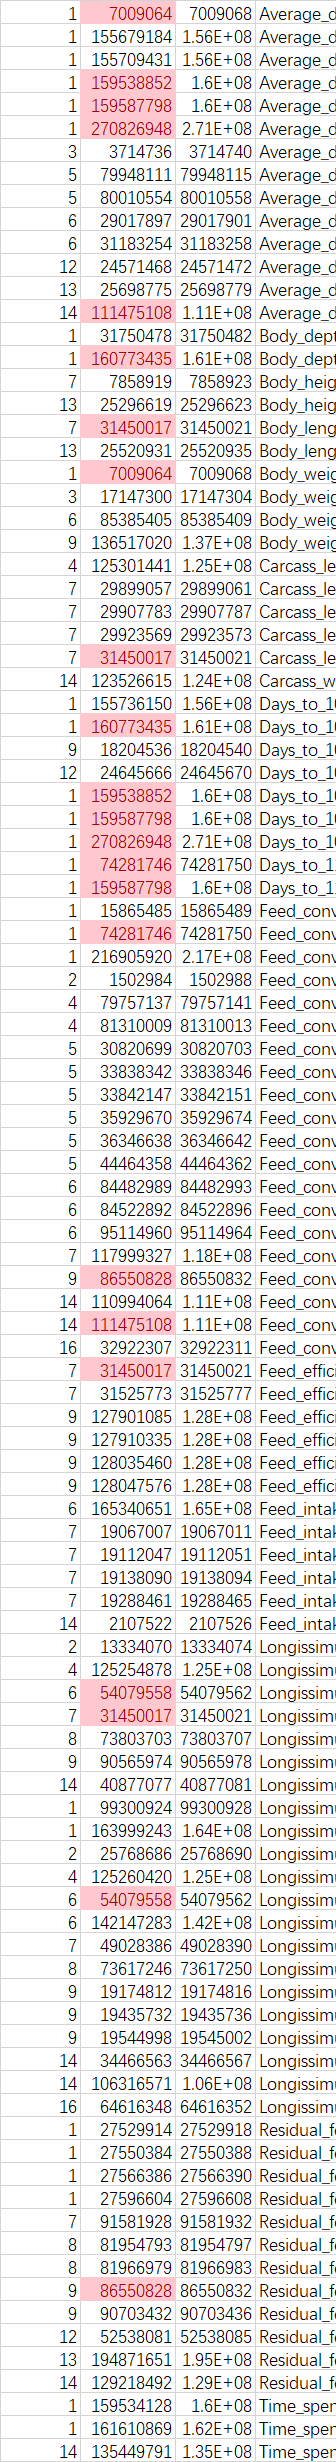 1 7009064 7009068 Average_d
1 155679184 1.56E+08 Average_d
1 155709431 1.56E+08 Average_d
1 159538852 1.6E+08 Average_d
1 159587798 1.6E+08 Average_d
1 270826948 2.71E+08 Average_d
3 3714736 3714740 Average_d
5 79948111 79948115 Average_d
5 80010554 80010558 Average_d
6 29017897 29017901 Average_d
6 31183254 31183258 Average_d
12 24571468 24571472 Average_d
13 25698775 25698779 Average_d
14 111475108 1.11E+08 Average_d
1 31750478 31750482 Body_dept
1 160773435 1.61E+08 Body_dept
7 7858919 7858923 Body_heig
13 25296619 25296623 Body_heig
7 31450017 31450021 Body_leng
13 25520931 25520935 Body_leng
1 7009064 7009068 Body_weig
3 17147300 17147304 Body_weig
6 85385405 85385409 Body_weig
9 136517020 1.37E+08 Body_weig
4 125301441 1.25E+08 Carcass_le
7 29899057 29899061 Carcass_le
7 29907783 29907787 Carcass_le
7 29923569 29923573 Carcass_le
7 31450017 31450021 Carcass_le
14 123526615 1.24E+08 Carcass_w
1 155736150 1.56E+08 Days_to_10
1 160773435 1.61E+08 Days_to_10
9 18204536 18204540 Days_to_10
12 24645666 24645670 Days_to_10
1 159538852 1.6E+08 Days_to_10
1 159587798 1.6E+08 Days_to_10
1 270826948 2.71E+08 Days_to_10
1 74281746 74281750 Days_to_1
1 159587798 1.6E+08 Days_to_1
1 15865485 15865489 Feed_conv
1 74281746 74281750 Feed_conv
1 216905920 2.17E+08 Feed_conv
2 1502984 1502988 Feed_conv
4 79757137 79757141 Feed_conv
4 81310009 81310013 Feed_conv
5 30820699 30820703 Feed_conv
5 33838342 33838346 Feed_conv
5 33842147 33842151 Feed_conv
5 35929670 35929674 Feed_conv
5 36346638 36346642 Feed_conv
5 44464358 44464362 Feed_conv
6 84482989 84482993 Feed_conv
6 84522892 84522896 Feed_conv
6 95114960 95114964 Feed_conv
7 117999327 1.18E+08 Feed_conv
9 86550828 86550832 Feed_conv
14 110994064 1.11E+08 Feed_conv
14 111475108 1.11E+08 Feed_conv
16 32922307 32922311 Feed_conv
7 31450017 31450021 Feed_effici
7 31525773 31525777 Feed_effici
9 127901085 1.28E+08 Feed_effici
9 127910335 1.28E+08 Feed_effici
9 128035460 1.28E+08 Feed_effici
9 128047576 1.28E+08 Feed_effici
6 165340651 1.65E+08 Feed_intak
7 19067007 19067011 Feed_intak
7 19112047 19112051 Feed_intak
7 19138090 19138094 Feed_intak
7 19288461 19288465 Feed_intak
14 2107522 2107526 Feed_intak
2 13334070 13334074 Longissimu
4 125254878 1.25E+08 Longissimu
6 54079558 54079562 Longissimu
7 31450017 31450021 Longissimu
8 73803703 73803707 Longissimu
9 90565974 90565978 Longissimu
14 40877077 40877081 Longissimu
1 99300924 99300928 Longissimu
1 163999243 1.64E+08 Longissimu
2 25768686 25768690 Longissimu
4 125260420 1.25E+08 Longissimu
6 54079558 54079562 Longissimu
6 142147283 1.42E+08 Longissimu
7 49028386 49028390 Longissimu
8 73617246 73617250 Longissimu
9 19174812 19174816 Longissimu
9 19435732 19435736 Longissimu
9 19544998 19545002 Longissimu
14 34466563 34466567 Longissimu
14 106316571 1.06E+08 Longissimu
16 64616348 64616352 Longissimu
1 27529914 27529918 Residual_fe
1 27550384 27550388 Residual_fe
1 27566386 27566390 Residual_fe
1 27596604 27596608 Residual_fe
7 91581928 91581932 Residual_fe
8 81954793 81954797 Residual_fe
8 81966979 81966983 Residual_fe
9 86550828 86550832 Residual_fe
9 90703432 90703436 Residual_fe
12 52538081 52538085 Residual_fe
13 194871651 1.95E+08 Residual_fe
14 129218492 1.29E+08 Residual_fe
1 159534128 1.6E+08 Time_spen
1 161610869 1.62E+08 Time_spen
14 135449791 1.35E+08 Time_spen